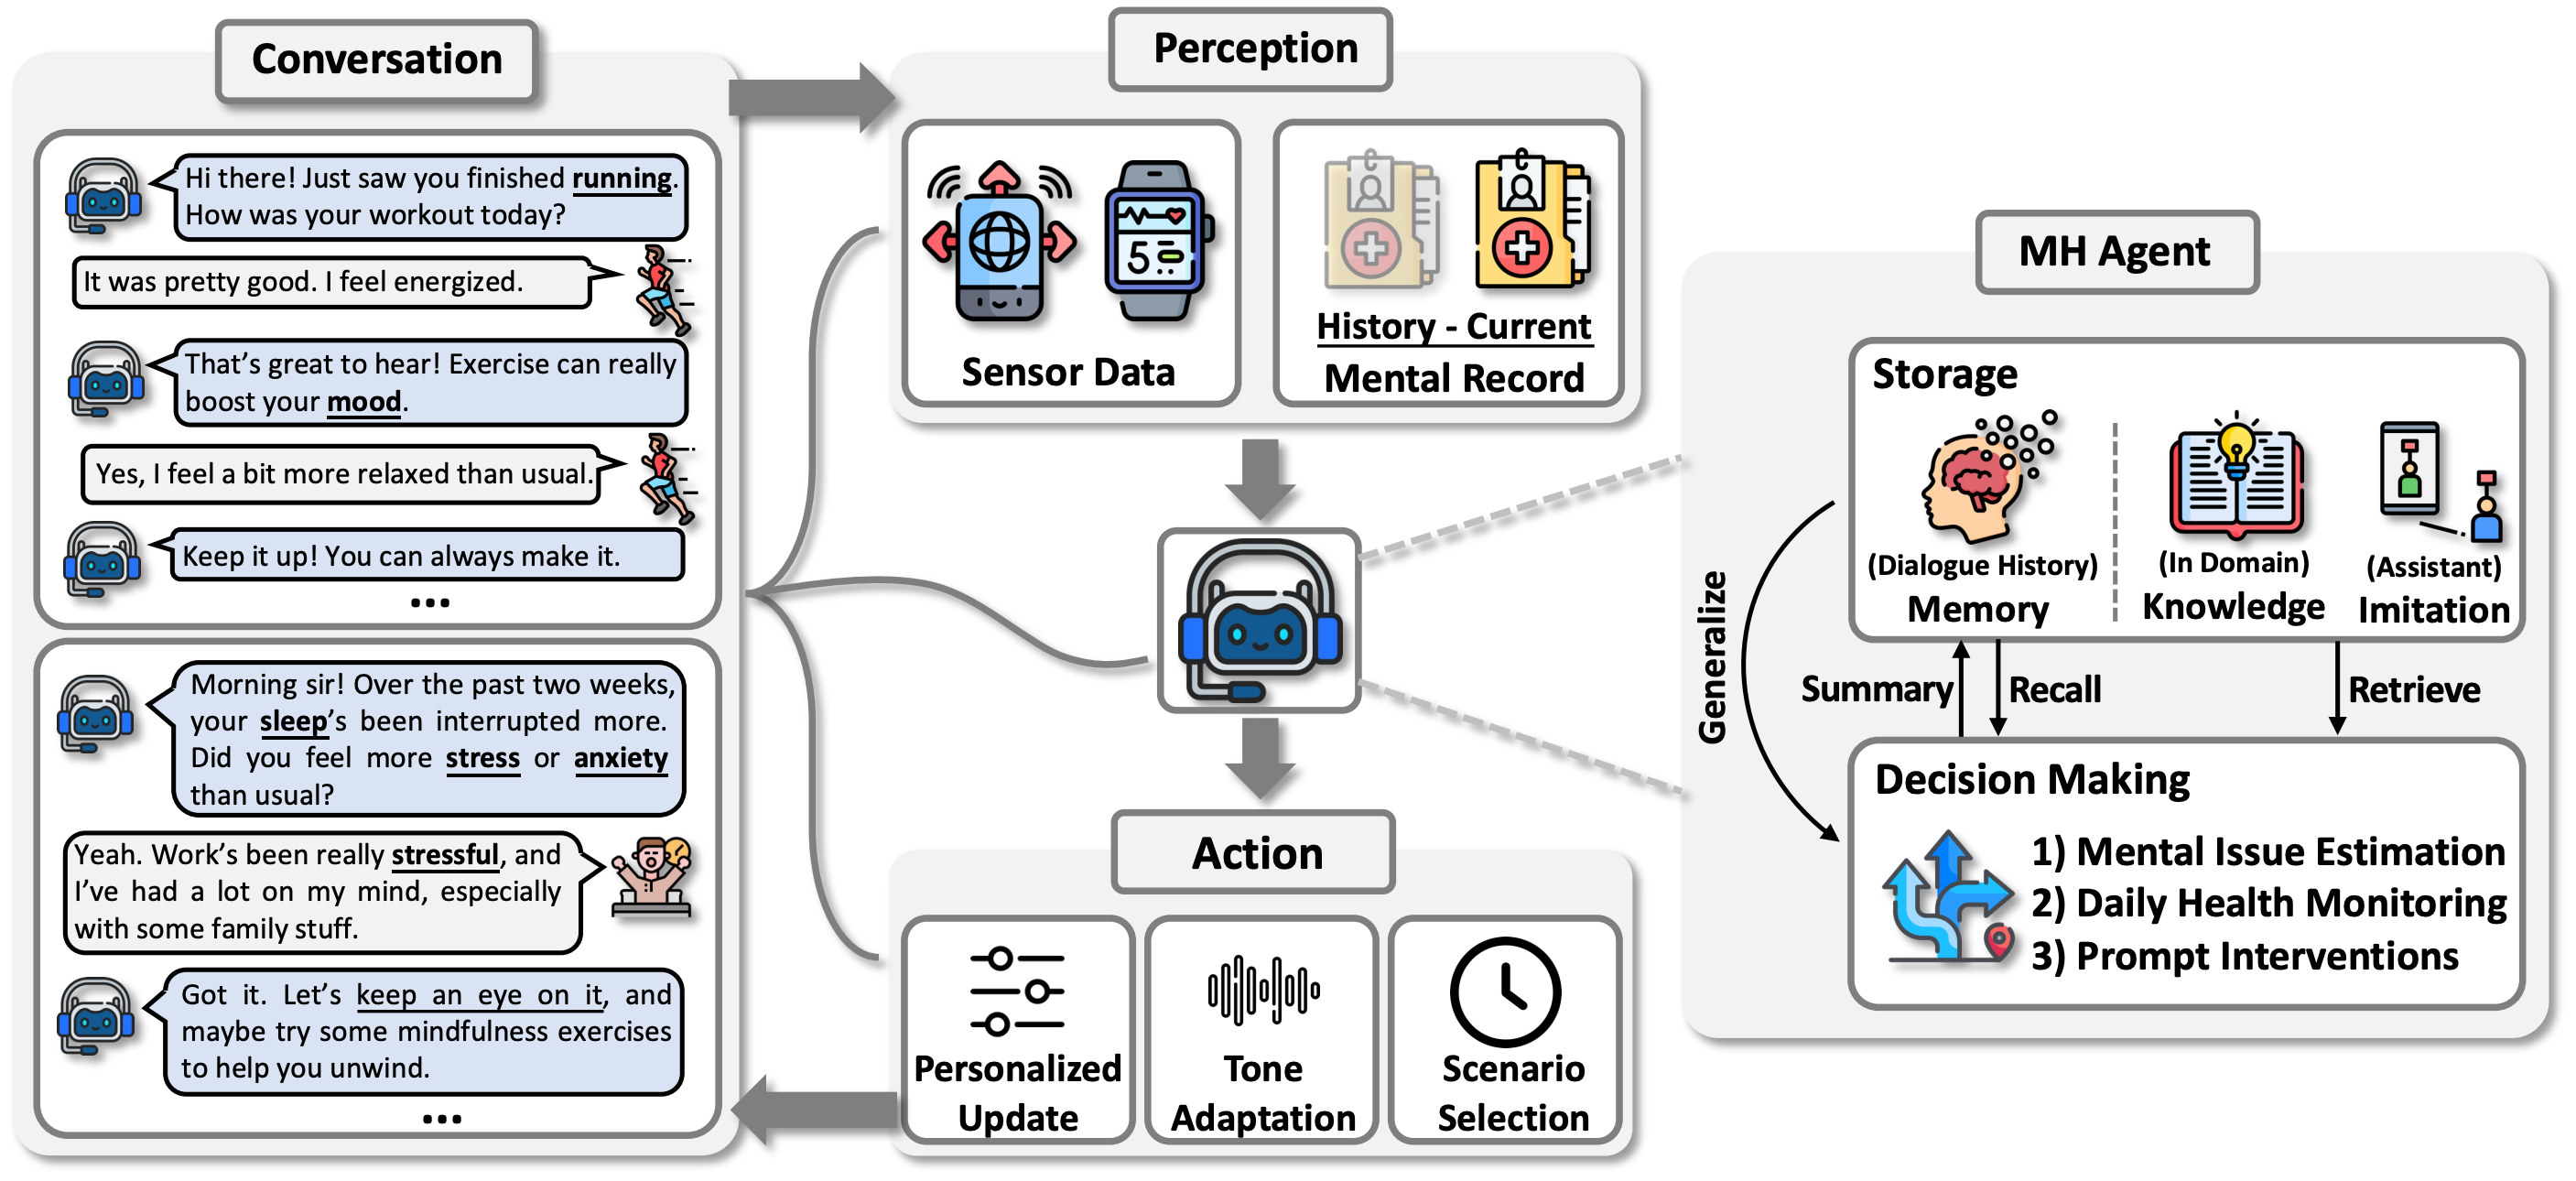 Conversation
Hi there! Just saw you finished running.
How was your workout today?
It was pretty good. I feel energized.
That's great to hear! Exercise can really
boost your mood.
Yes, I feel a bit more relaxed than usual.
Keep it up! You can always make it.
...
Morning sir! Over the past two weeks,
your sleep's been interrupted more.
Did you feel more stress or anxiety
than usual?
Yeah. Work's been really stressful, and
I've had a lot on my mind, especially
with some family stuff.
Got it. Let's keep an eye on it, and
maybe try some mindfulness exercises
to help you unwind.
...
Perception
5
Sensor Data
History - Current
Mental Record
Action
Personalized
Update
Tone
Adaptation
Scenario
Selection
MH Agent
Storage
(Dialogue History)
Memory
(In Domain)
Knowledge
(Assistant)
Imitation
Generalize
Summary
Recall
Retrieve
Decision Making
1) Mental Issue Estimation
2) Daily Health Monitoring
3) Prompt Interventions